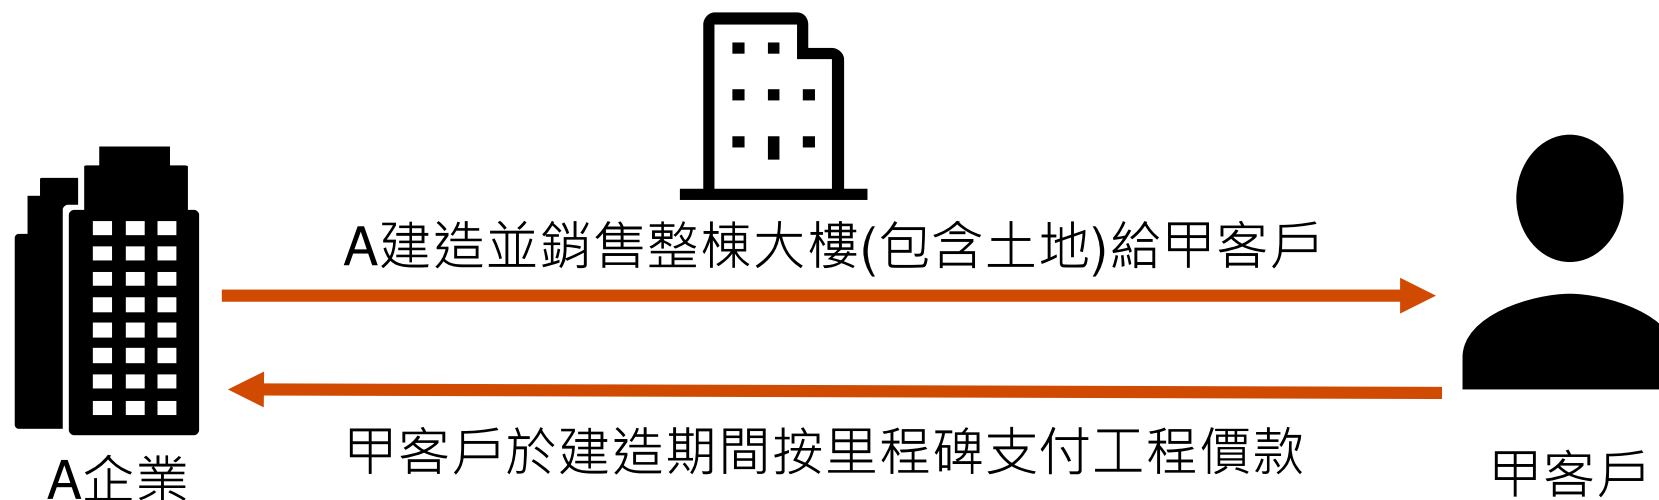 A建造並銷售整棟大樓(包含土地)給甲客戶
甲客戶於建造期間按里程碑支付工程價款
A企業
甲客戶